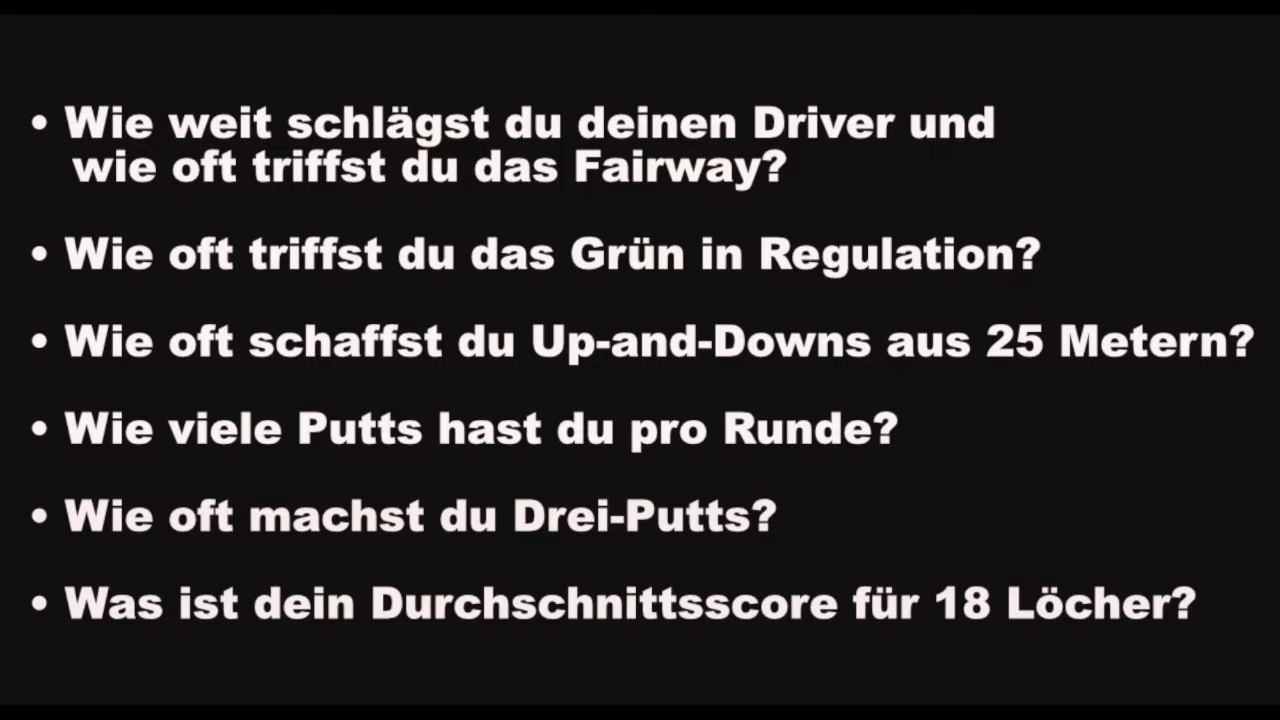 • Wie weit schlägst du deinen Driver und
wie oft triffst du das Fairway?
• Wie oft triffst du das Grün in Regulation?
• Wie oft schaffst du Up-and-Downs aus 25 Metern?
• Wie viele Putts hast du pro Runde?
• Wie oft machst du Drei-Putts?
• Was ist dein Durchschnittsscore für 18 Löcher?